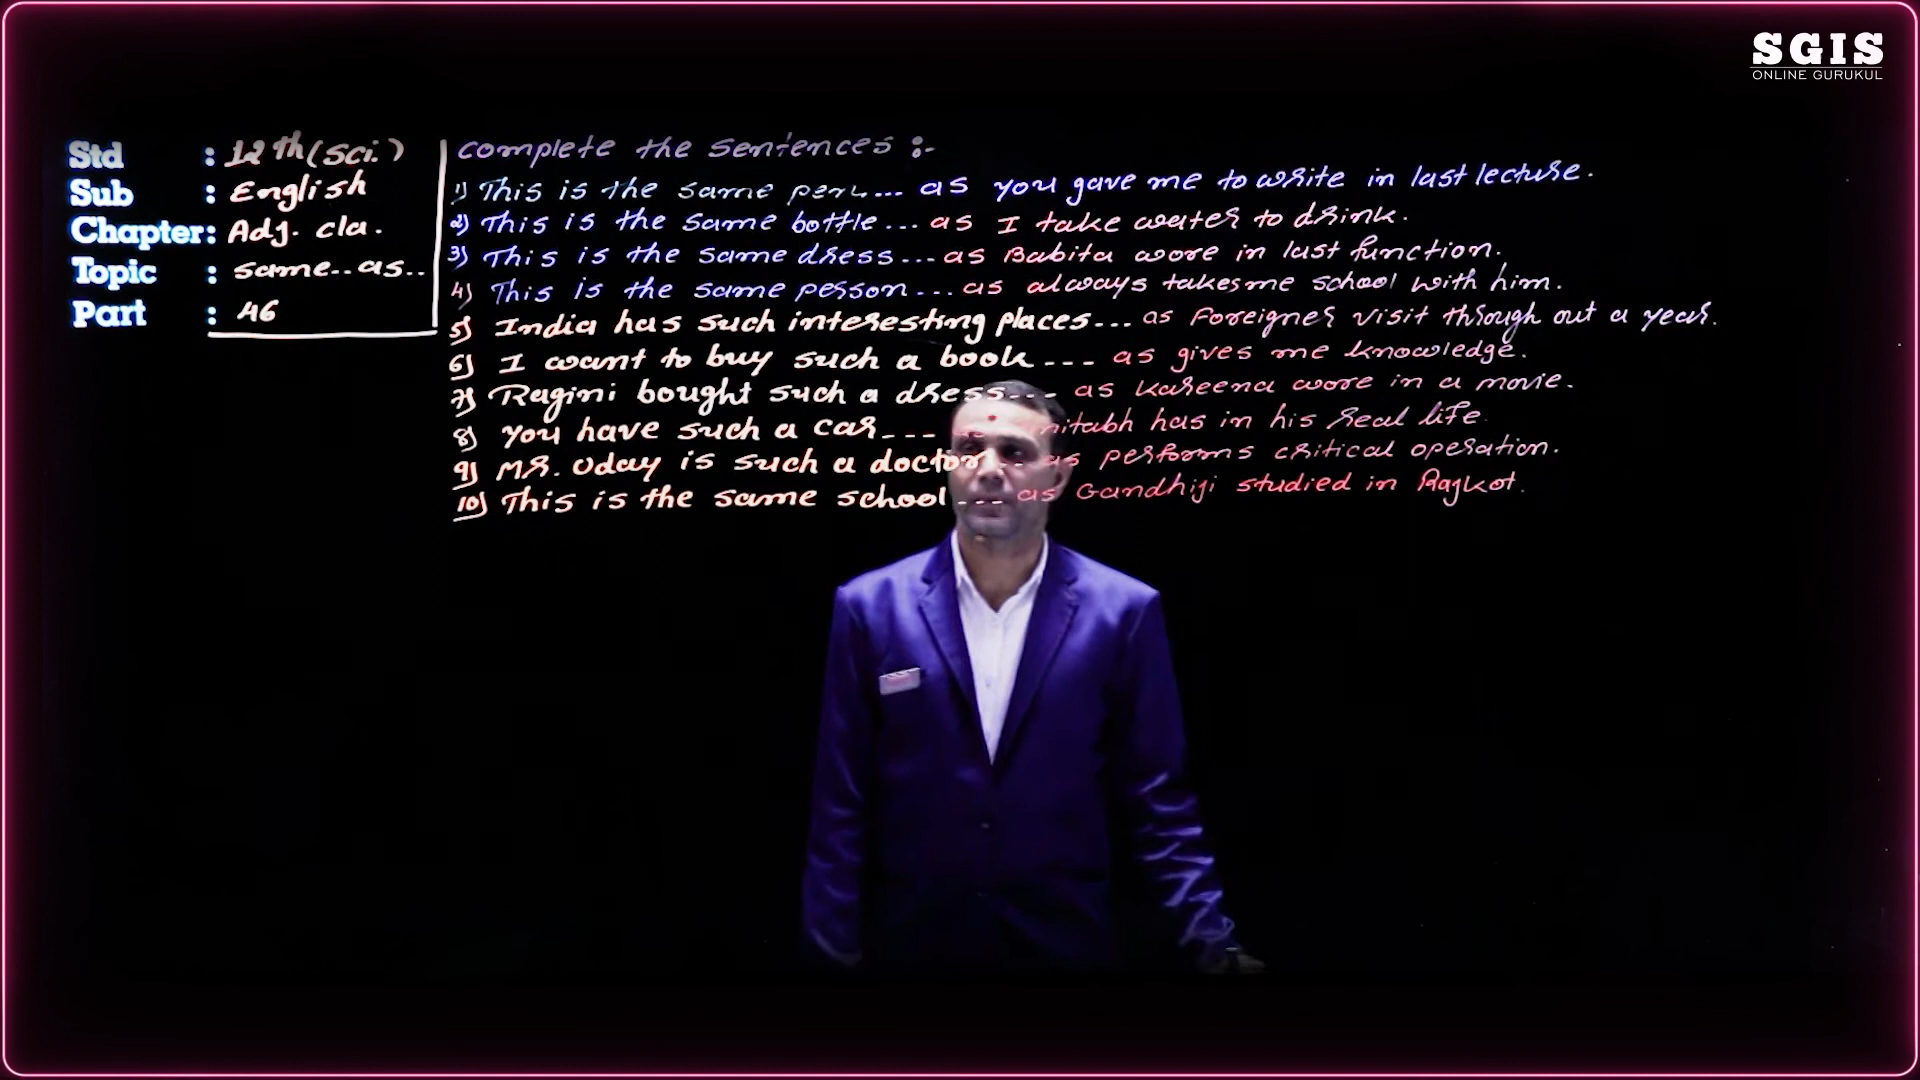 SGIS
ONLINE GURUKUL
Std : 12th (Sci.)
Sub : English
Chapter : Adj. cla.
Topic : same.. as..
Part : 46
complete the sentences :-
1) This is the same pen... as you gave me to write in last lecture.
2) This is the same bottle... as I take water to drink.
3) This is the same dress... as Babita wore in last function.
4) This is the same person... as always takes me school with him.
5) India has such interesting places... as Foreigner visit through out a year.
6) I want to buy such a book --- as gives me knowledge.
7) Ragini bought such a dress... as Kareena wore in a movie.
8) You have such a car --- has in his real life.
9) MR. Uday is such a doctor... as performs critical operation.
10) This is the same school --- as Gandhiji studied in Rajkot.